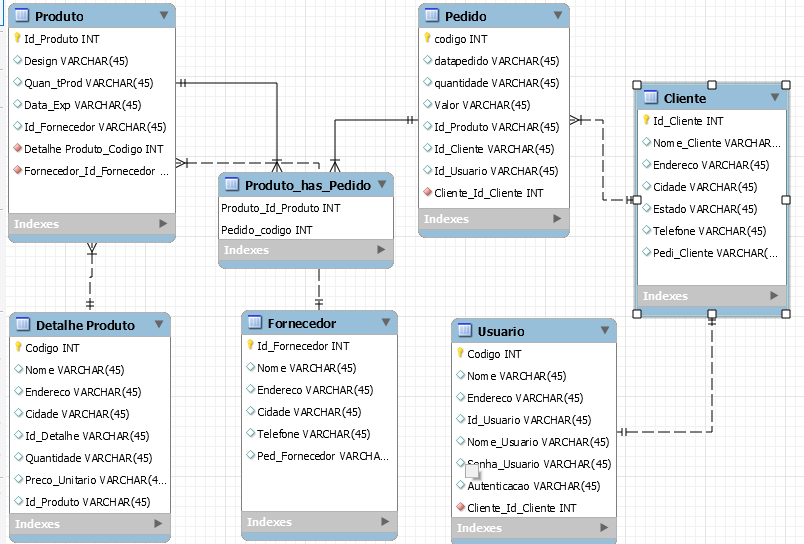 Produto
Id_Produto INT
Design VARCHAR(45)
Quan_tProd VARCHAR(45)
Data_Exp VARCHAR(45)
Id_Fornecedor VARCHAR(45)
Detalhe Produto_Codigo INT
Fornecedor_Id_Fornecedor ...
Indexes
Pedido
codigo INT
datapedido VARCHAR(45)
quantidade VARCHAR(45)
Valor VARCHAR(45)
Id_Produto VARCHAR(45)
Id_Cliente VARCHAR(45)
Id_Usuario VARCHAR(45)
Cliente_Id_Cliente INT
Indexes
Cliente
Id_Cliente INT
Nome_Cliente VARCHAR...
Endereco VARCHAR(45)
Cidade VARCHAR(45)
Estado VARCHAR(45)
Telefone VARCHAR(45)
Pedi_Cliente VARCHAR(...
Indexes
Produto_has_Pedido
Produto_Id_Produto INT
Pedido_codigo INT
Indexes
Detalhe Produto
Codigo INT
Nome VARCHAR(45)
Endereco VARCHAR(45)
Cidade VARCHAR(45)
Id_Detalhe VARCHAR(45)
Quantidade VARCHAR(45)
Preco_Unitario VARCHAR(4...
Id_Produto VARCHAR(45)
Indexes
Fornecedor
Id_Fornecedor INT
Nome VARCHAR(45)
Endereco VARCHAR(45)
Cidade VARCHAR(45)
Telefone VARCHAR(45)
Ped_Fornecedor VARCHA...
Indexes
Usuario
Codigo INT
Nome VARCHAR(45)
Endereco VARCHAR(45)
Id_Usuario VARCHAR(45)
Nome_Usuario VARCHAR(45)
Senha_Usuario VARCHAR(45)
Autenticacao VARCHAR(45)
Cliente_Id_Cliente INT
Indexes